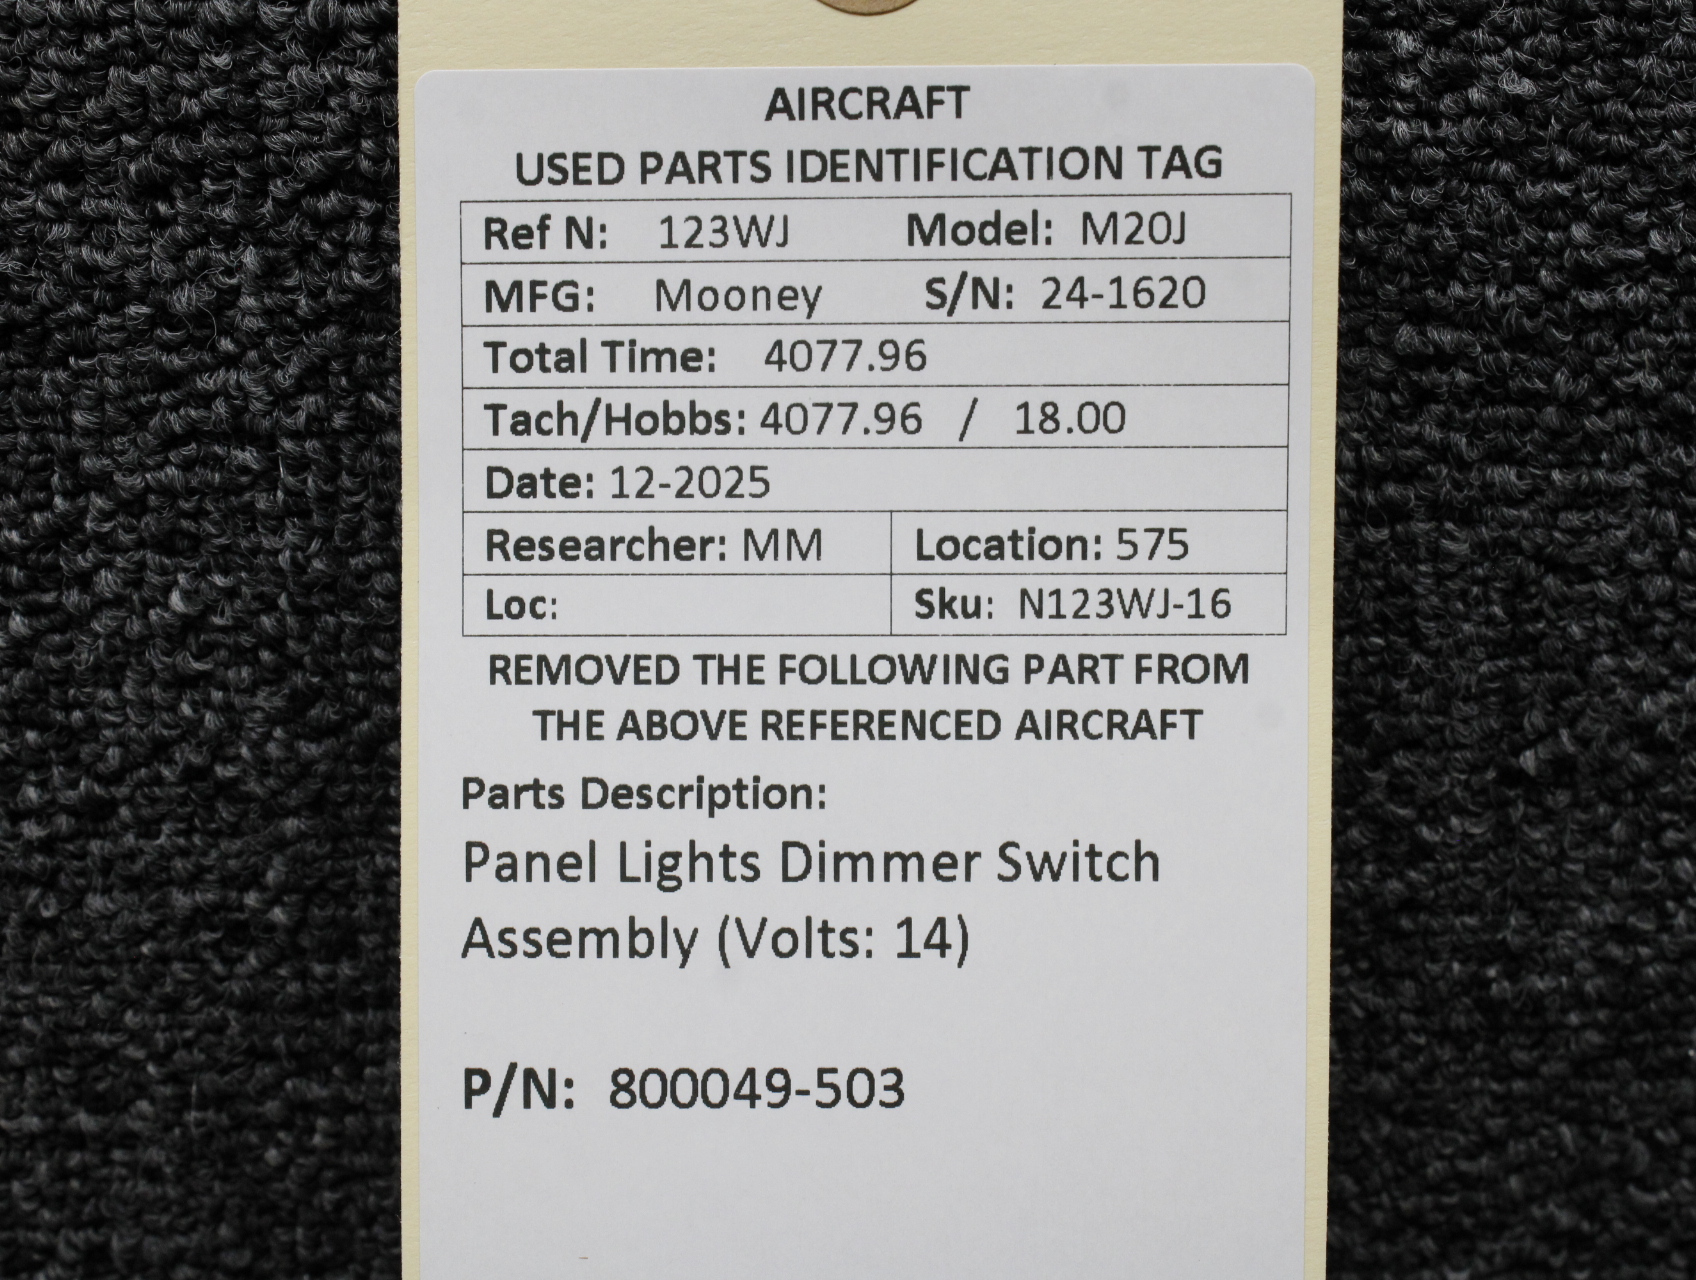 AIRCRAFT
USED PARTS IDENTIFICATION TAG
Ref N: 123WJ Model: M20J
MFG: Mooney S/N: 24-1620
Total Time: 4077.96
Tach/Hobbs: 4077.96 / 18.00
Date: 12-2025
Researcher: MM Location: 575
Loc: Sku: N123WJ-16
REMOVED THE FOLLOWING PART FROM
THE ABOVE REFERENCED AIRCRAFT
Parts Description:
Panel Lights Dimmer Switch
Assembly (Volts: 14)
P/N: 800049-503